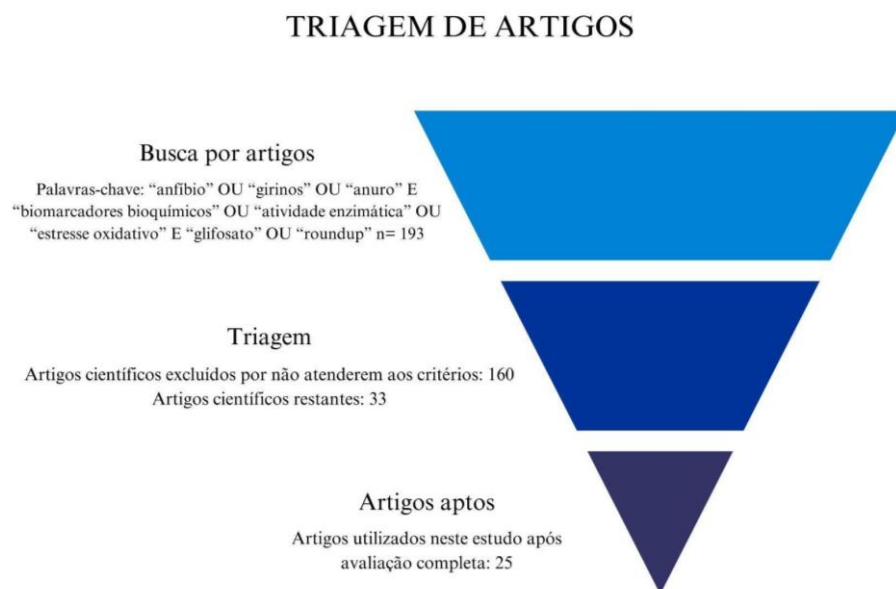 TRIAGEM DE ARTIGOS
Busca por artigos
Palavras-chave: “anfíbio” OU “girinos” OU “anuro” E
“biomarcadores bioquímicos” OU “atividade enzimática” OU
“estresse oxidativo” E “glifosato” OU “roundup” n= 193
Triagem
Artigos científicos excluídos por não atenderem aos critérios: 160
Artigos científicos restantes: 33
Artigos aptos
Artigos utilizados neste estudo após
avaliação completa: 25